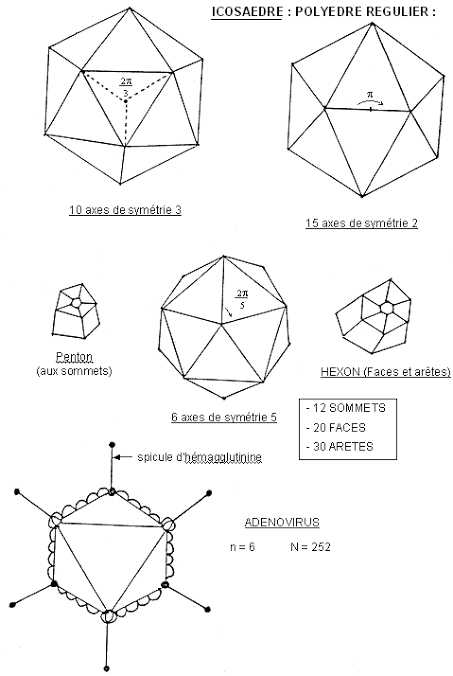 ICOSAEDRE : POLYEDRE REGULIER :
2π
3
π
10 axes de symétrie 3
15 axes de symétrie 2
2π
5
Penton
(aux sommets)
HEXON (Faces et arêtes)
6 axes de symétrie 5
- 12 SOMMETS
- 20 FACES
- 30 ARETES
spicule d'hémagglutinine
ADENOVIRUS
n = 6 N = 252